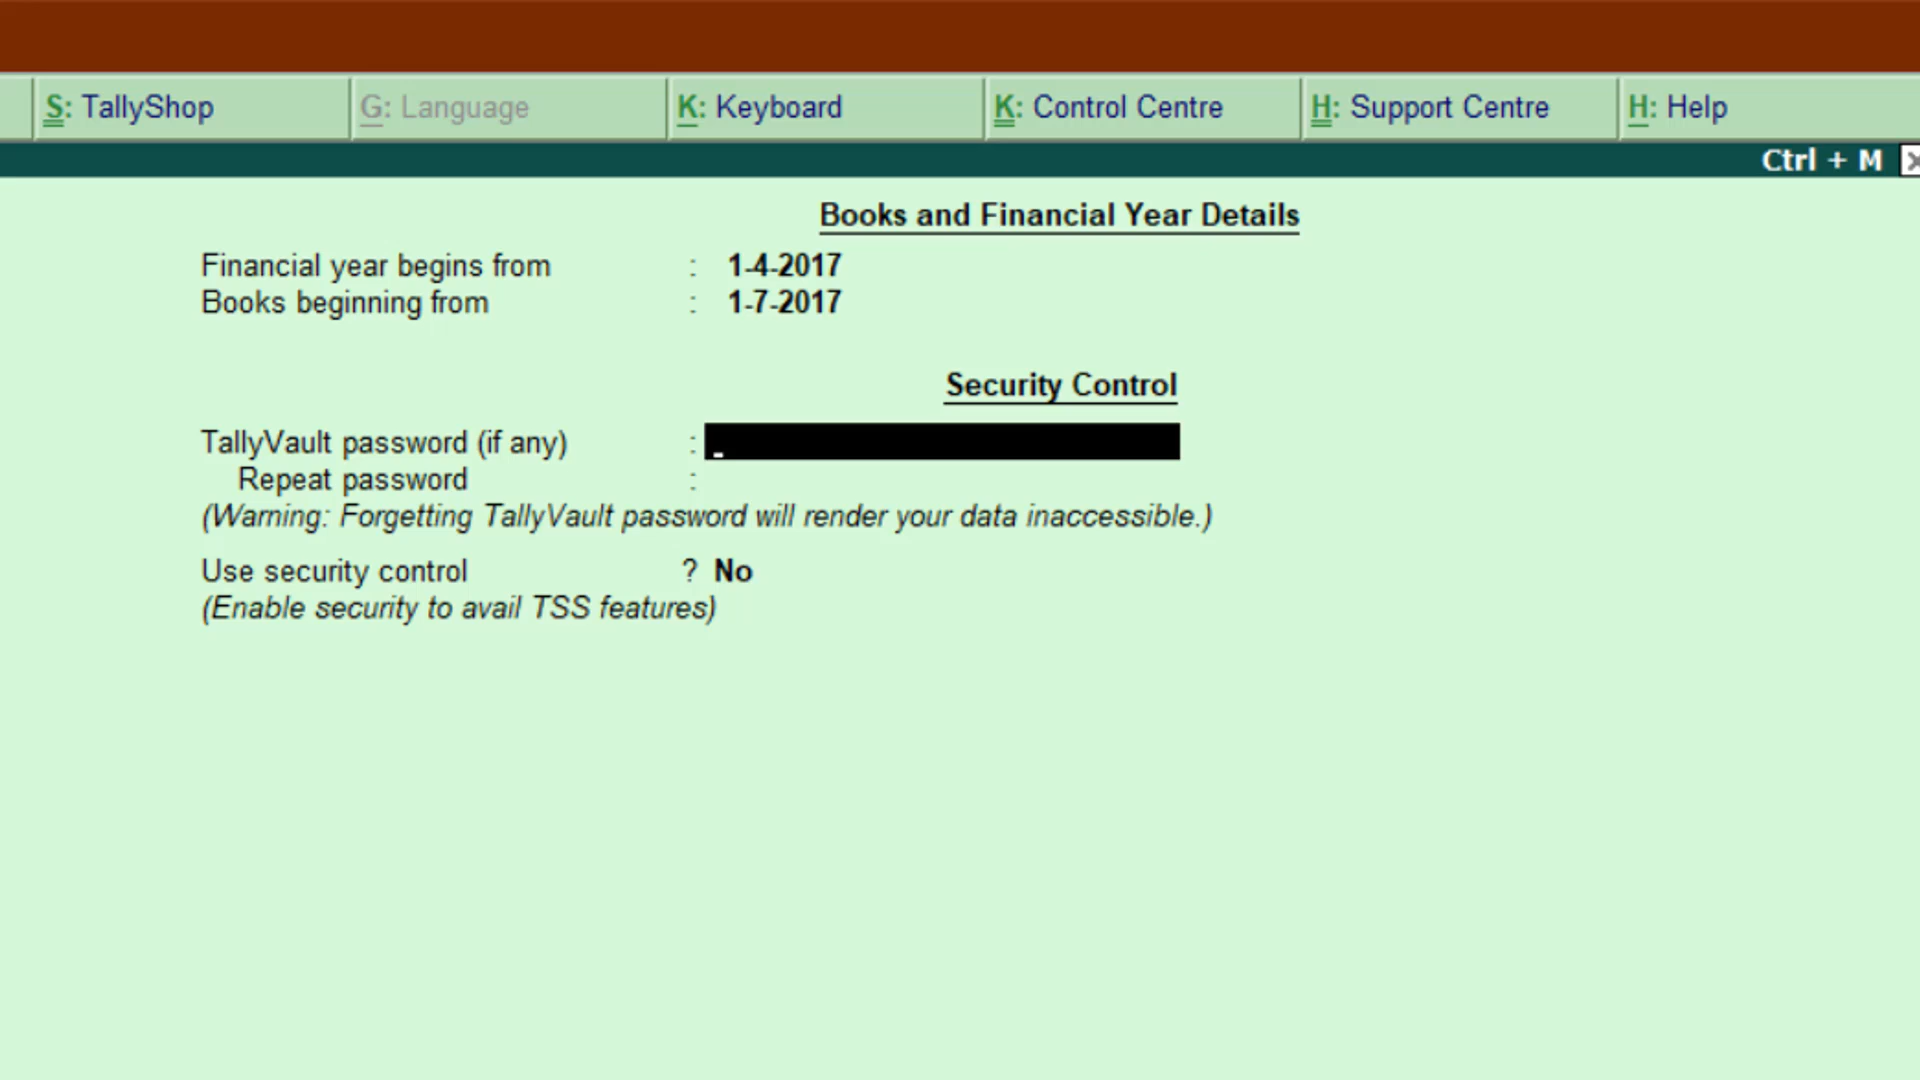 S: TallyShop G: Language K: Keyboard K: Control Centre H: Support Centre H: Help
Ctrl + M
Books and Financial Year Details
Financial year begins from : 1-4-2017
Books beginning from : 1-7-2017
Security Control
TallyVault password (if any) :
Repeat password :
(Warning: Forgetting TallyVault password will render your data inaccessible.)
Use security control ? No
(Enable security to avail TSS features)